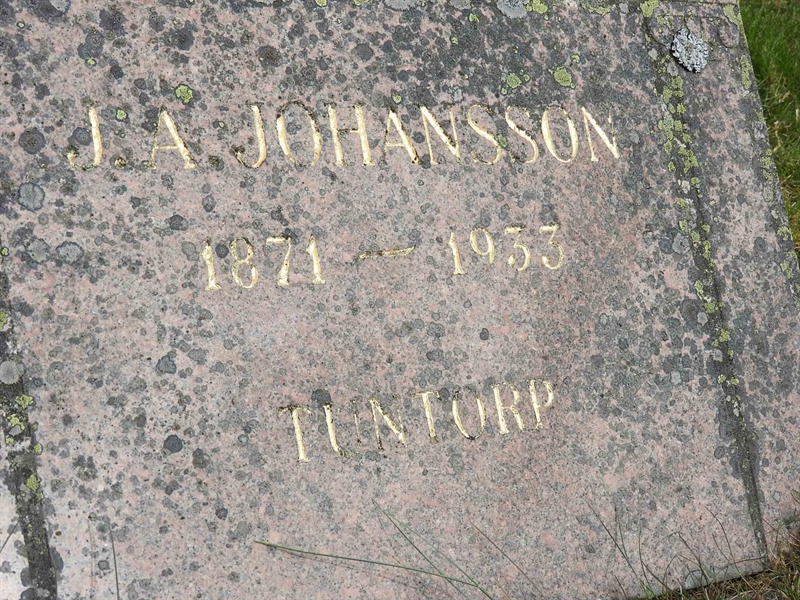 J. A. JOHANSSON
1871 — 1933
TUNTORP